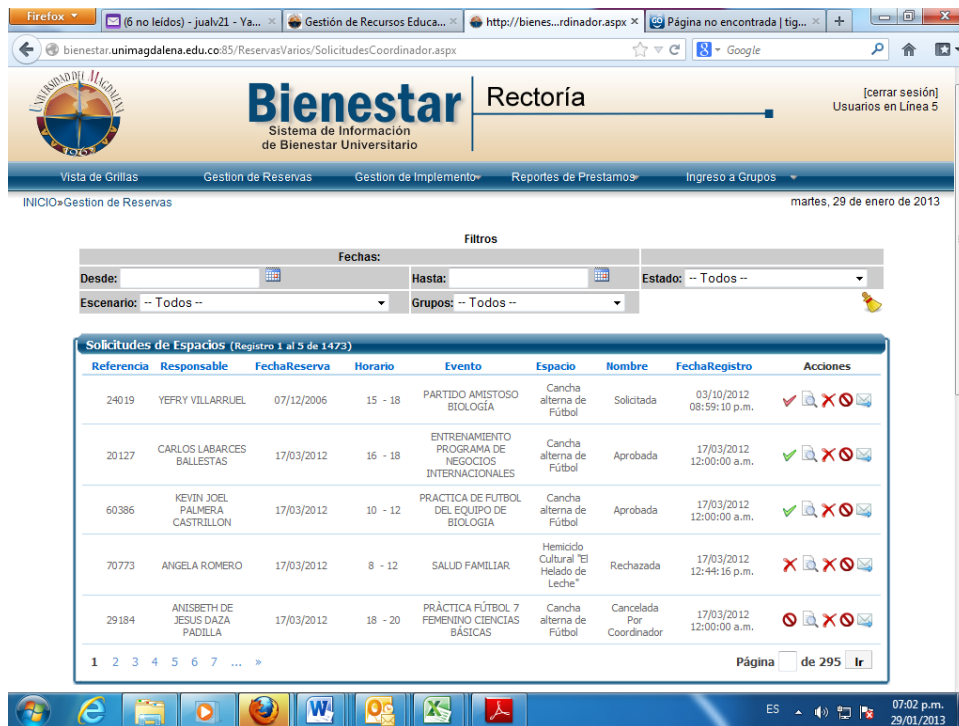 Firefox
(6 no leídos) - jualv21 - Ya...
Gestión de Recursos Educa...
http://bienes...rdinador.aspx
Página no encontrada | tig...
bienestar.unimagdalena.edu.co:85/ReservasVarios/SolicitudesCoordinador.aspx
Google
UNIVERSIDAD DEL MAGDALENA
Bienestar
Sistema de Información
de Bienestar Universitario
Rectoría
[cerrar sesión]
Usuarios en Línea 5
Vista de Grillas Gestion de Reservas Gestion de Implemento Reportes de Prestamos Ingreso a Grupos
INICIO»Gestion de Reservas
martes, 29 de enero de 2013
Filtros
Fechas:
Desde: Hasta: Estado: -- Todos --
Escenario: -- Todos -- Grupos: -- Todos --
Solicitudes de Espacios (Registro 1 al 5 de 1473)
Referencia Responsable FechaReserva Horario Evento Espacio Nombre FechaRegistro Acciones
24019
YEFRY VILLARRUEL
07/12/2006
15 - 18
PARTIDO AMISTOSO
BIOLOGÍA
Cancha
alterna de
Fútbol
Solicitada
03/10/2012
08:59:10 p.m.
20127
CARLOS LABARCES
BALLESTAS
17/03/2012
16 - 18
ENTRENAMIENTO
PROGRAMA DE
NEGOCIOS
INTERNACIONALES
Cancha
alterna de
Fútbol
Aprobada
17/03/2012
12:00:00 a.m.
60386
KEVIN JOEL
PALMERA
CASTRILLON
17/03/2012
10 - 12
PRACTICA DE FUTBOL
DEL EQUIPO DE
BIOLOGIA
Cancha
alterna de
Fútbol
Aprobada
17/03/2012
12:00:00 a.m.
70773
ANGELA ROMERO
17/03/2012
8 - 12
SALUD FAMILIAR
Hemiciclo
Cultural "El
Helado de
Leche"
Rechazada
17/03/2012
12:44:16 p.m.
29184
ANISBETH DE
JESUS DAZA
PADILLA
17/03/2012
18 - 20
PRÀCTICA FÚTBOL 7
FEMENINO CIENCIAS
BÁSICAS
Cancha
alterna de
Fútbol
Cancelada
Por
Coordinador
17/03/2012
12:00:00 a.m.
1 2 3 4 5 6 7 ... »
Página de 295 Ir
ES
07:02 p.m.
29/01/2013